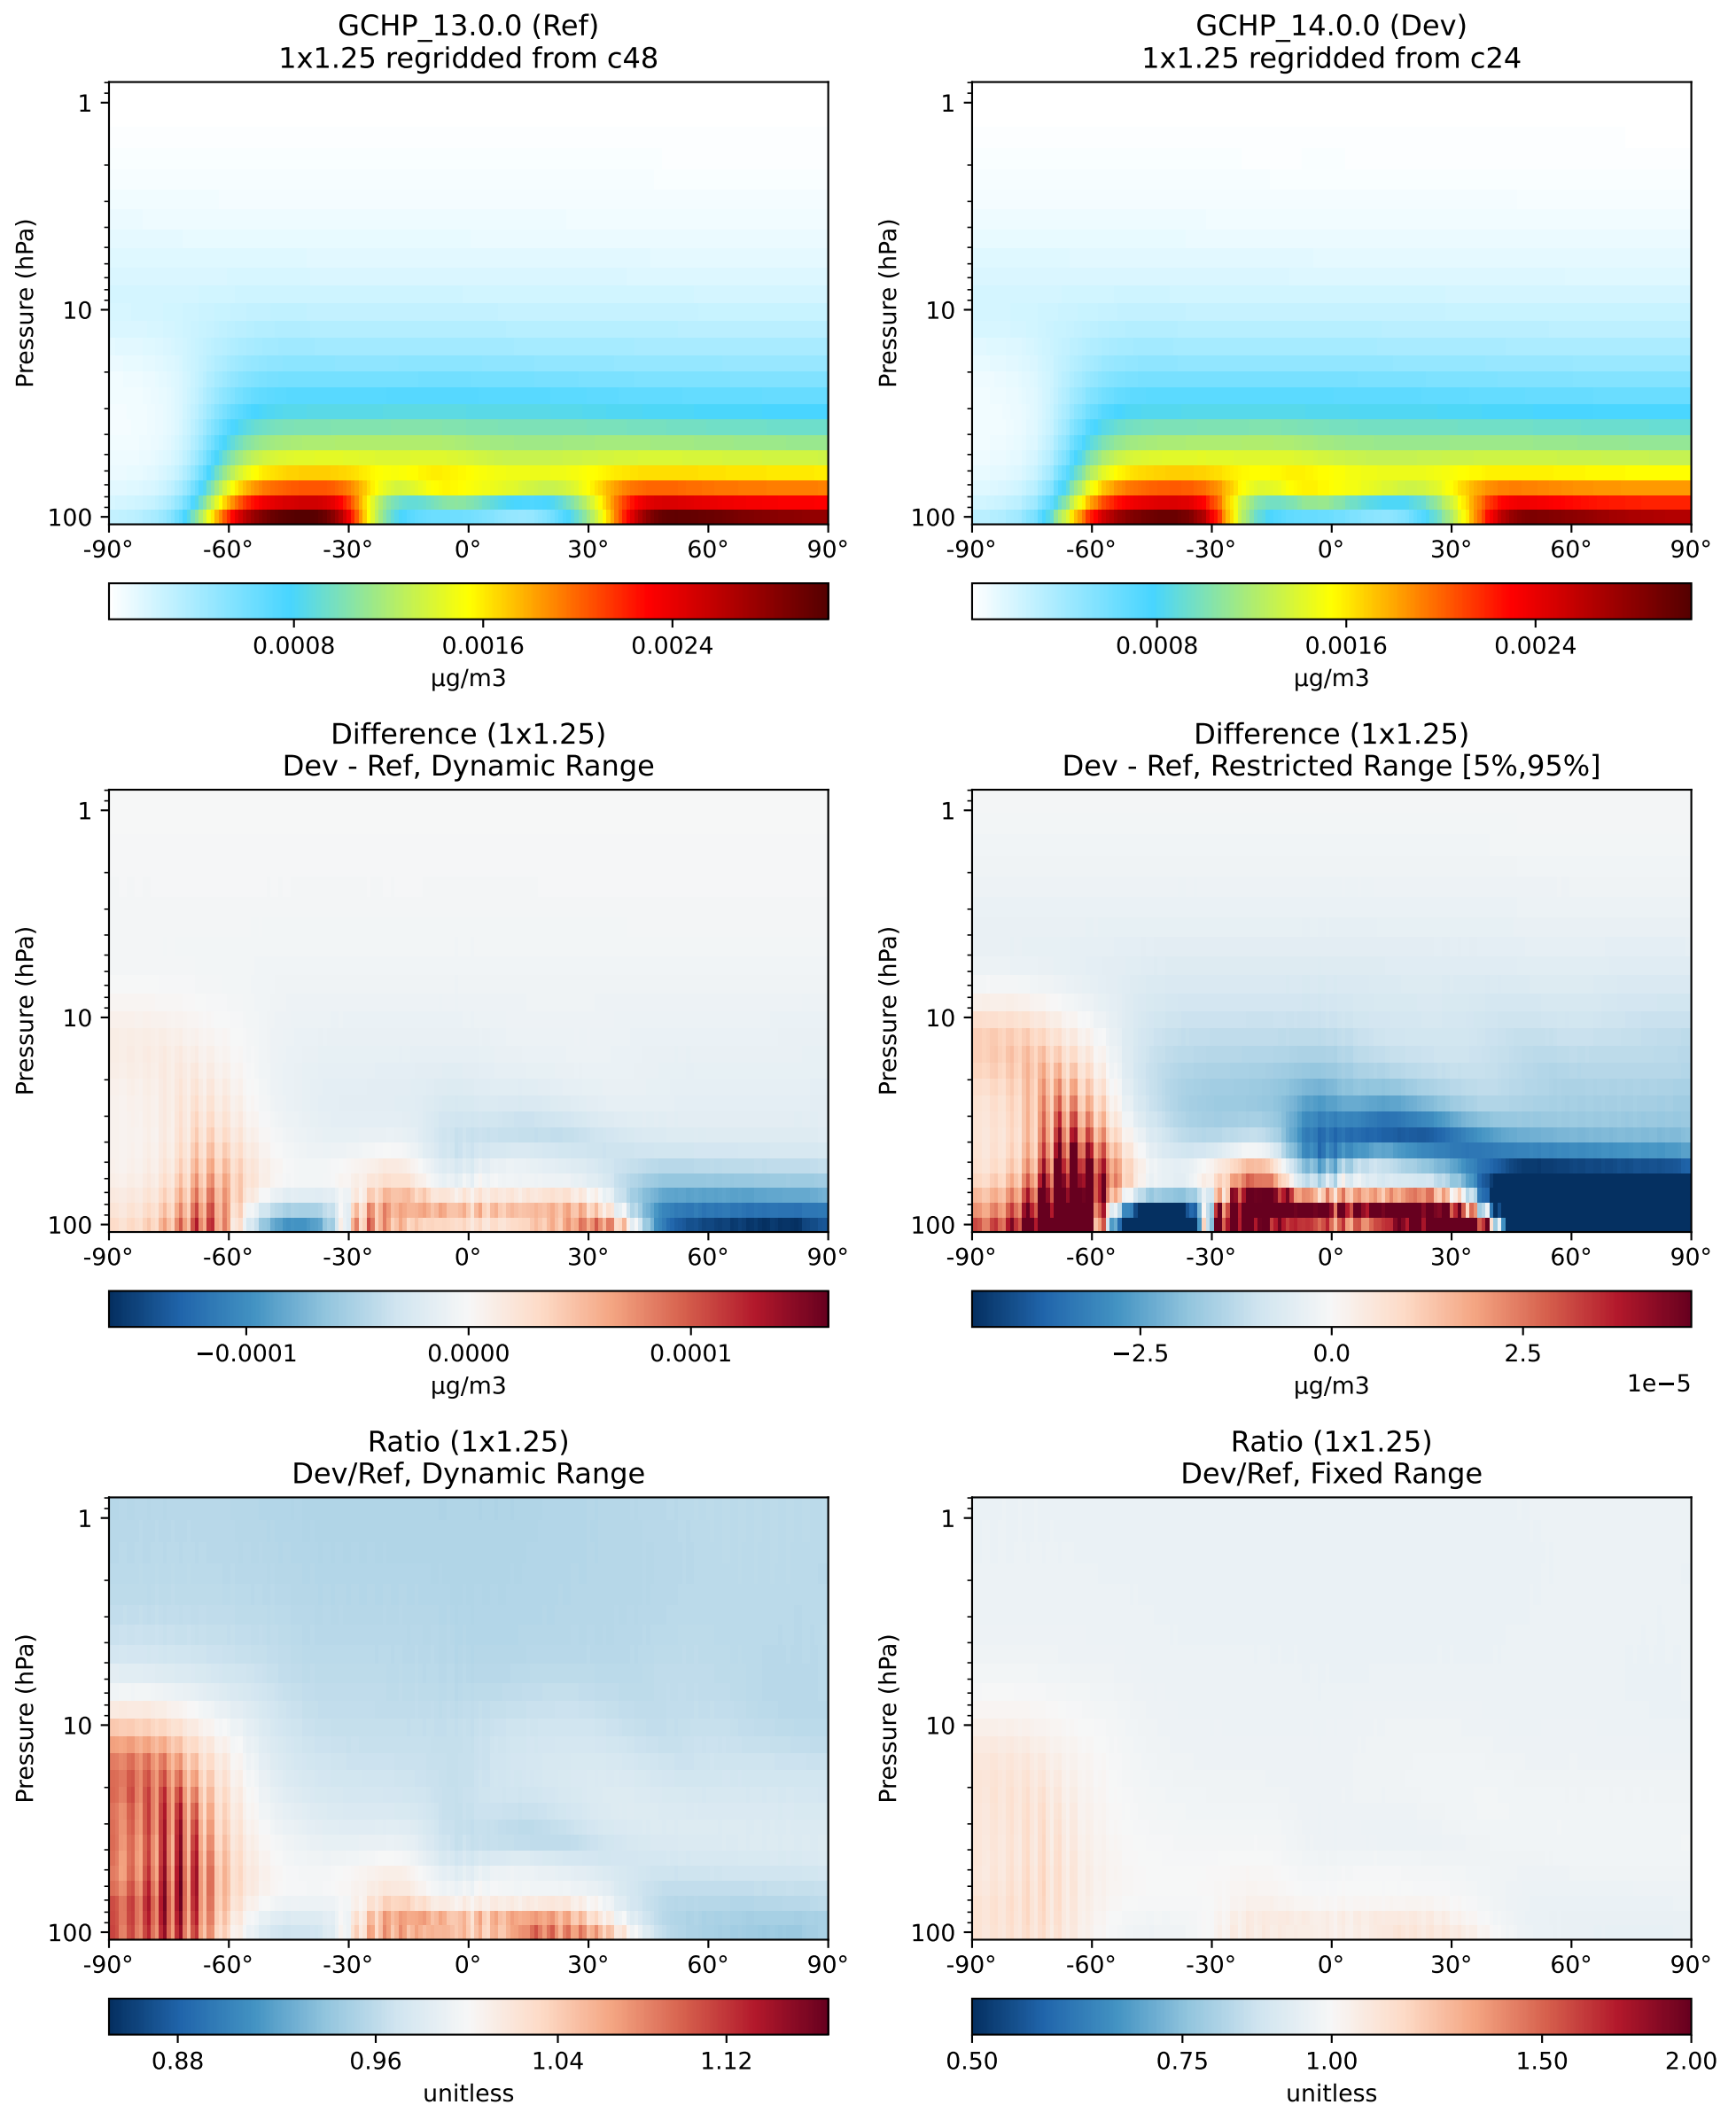 GCHP_13.0.0 (Ref)
1x1.25 regridded from c48
GCHP_14.0.0 (Dev)
1x1.25 regridded from c24
Pressure (hPa)
1
10
100
-90° -60° -30° 0° 30° 60° 90°
0.0008 0.0016 0.0024
µg/m3
Pressure (hPa)
1
10
100
-90° -60° -30° 0° 30° 60° 90°
0.0008 0.0016 0.0024
µg/m3
Difference (1x1.25)
Dev - Ref, Dynamic Range
Difference (1x1.25)
Dev - Ref, Restricted Range [5%,95%]
Pressure (hPa)
1
10
100
-90° -60° -30° 0° 30° 60° 90°
−0.0001 0.0000 0.0001
µg/m3
Pressure (hPa)
1
10
100
-90° -60° -30° 0° 30° 60° 90°
−2.5 0.0 2.5
µg/m3
1e−5
Ratio (1x1.25)
Dev/Ref, Dynamic Range
Ratio (1x1.25)
Dev/Ref, Fixed Range
Pressure (hPa)
1
10
100
-90° -60° -30° 0° 30° 60° 90°
0.88 0.96 1.04 1.12
unitless
Pressure (hPa)
1
10
100
-90° -60° -30° 0° 30° 60° 90°
0.50 0.75 1.00 1.50 2.00
unitless